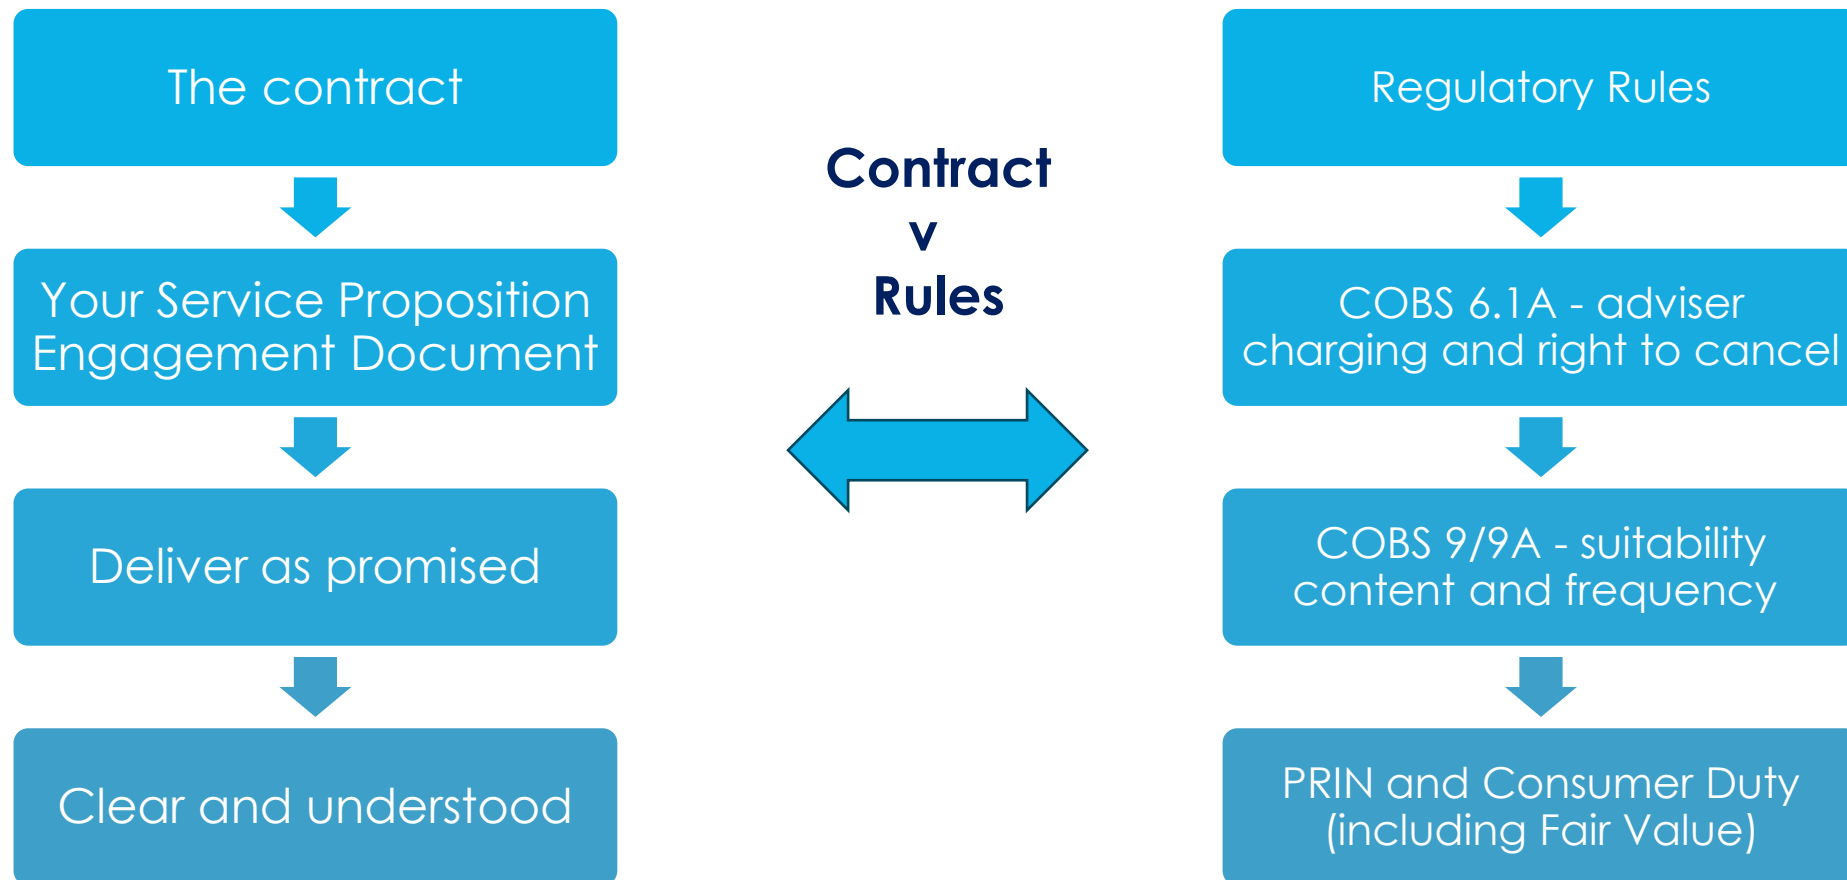 The contract
Your Service Proposition
Engagement Document
Deliver as promised
Clear and understood
Contract
v
Rules
Regulatory Rules
COBS 6.1A - adviser
charging and right to cancel
COBS 9/9A - suitability
content and frequency
PRIN and Consumer Duty
(including Fair Value)